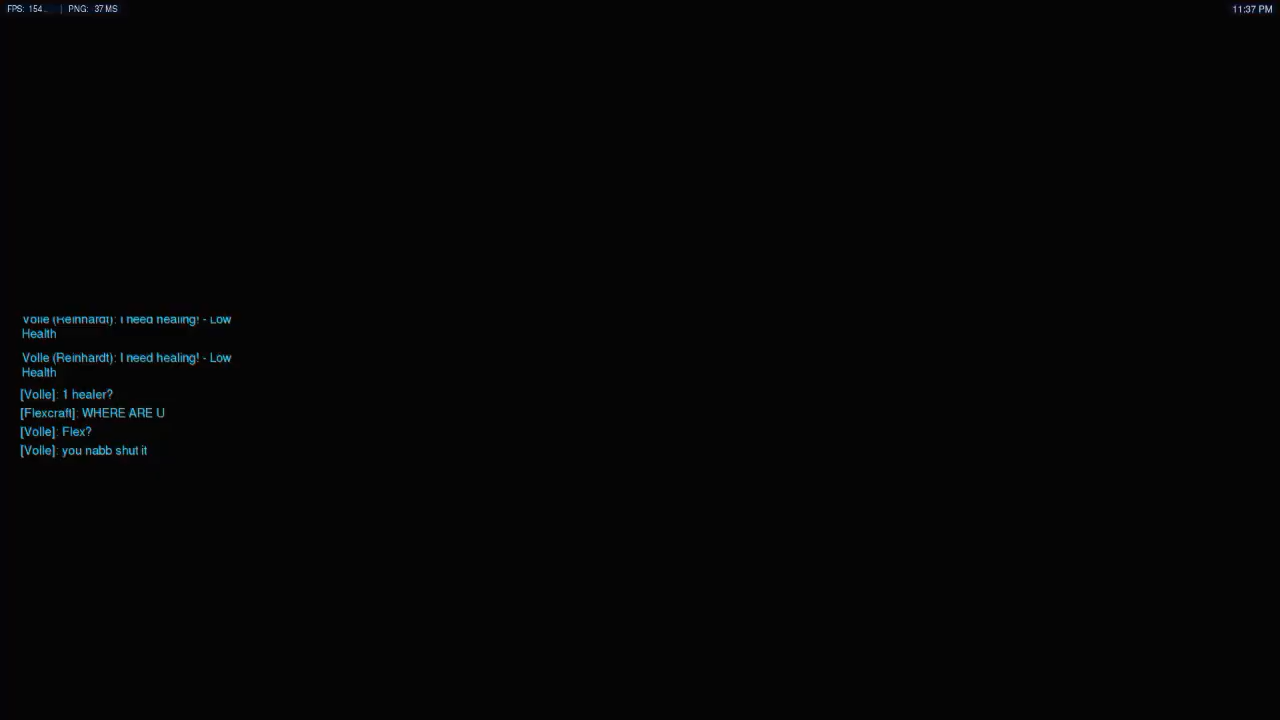 FPS: 154 | PNG: 37 MS
11:37 PM
Volle (Reinhardt): I need healing! - Low
Health
Volle (Reinhardt): I need healing! - Low
Health
[Volle]: 1 healer?
[Flexcraft]: WHERE ARE U
[Volle]: Flex?
[Volle]: you nabb shut it